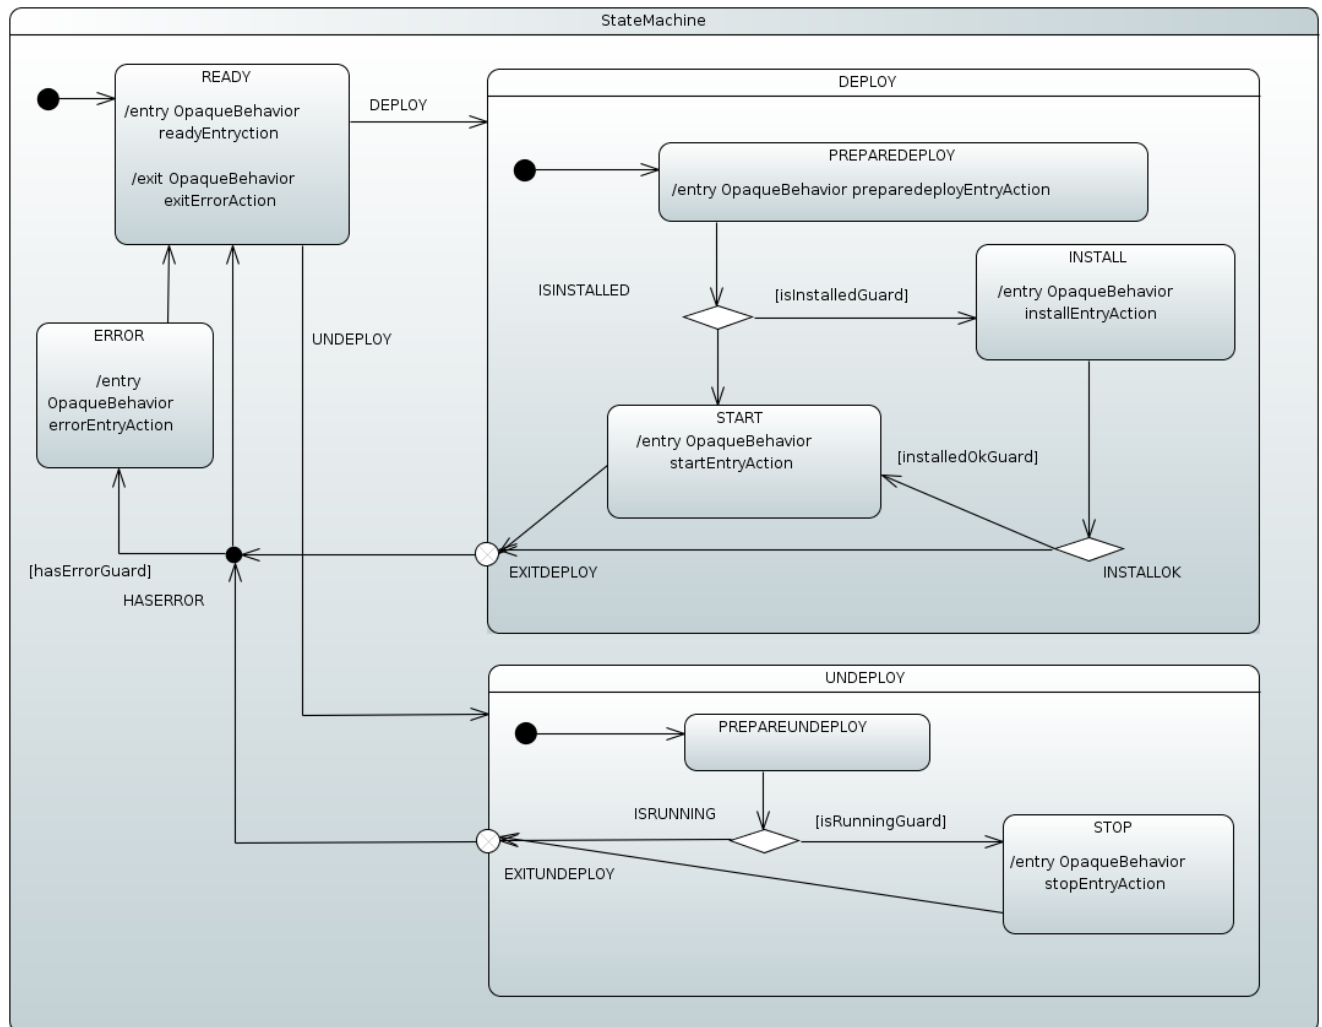 StateMachine
READY
/entry OpaqueBehavior
readyEntryction
/exit OpaqueBehavior
exitErrorAction
DEPLOY
DEPLOY
PREPAREDEPLOY
/entry OpaqueBehavior preparedeployEntryAction
ISINSTALLED
[isInstalledGuard]
INSTALL
/entry OpaqueBehavior
installEntryAction
ERROR
/entry
OpaqueBehavior
errorEntryAction
UNDEPLOY
START
/entry OpaqueBehavior
startEntryAction
[installedOkGuard]
[hasErrorGuard]
HASERROR
EXITDEPLOY
INSTALLOK
UNDEPLOY
PREPAREUNDEPLOY
ISRUNNING
[isRunningGuard]
STOP
/entry OpaqueBehavior
stopEntryAction
EXITUNDEPLOY